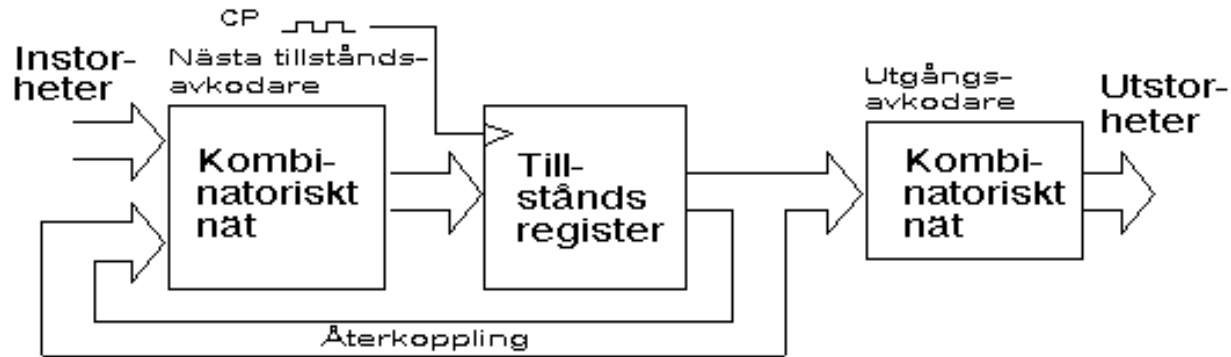 CP
Instor-
heter
Nästa tillstånds-
avkodare
Kombi-
natoriskt
nät
Till-
stånds
register
Utgångs-
avkodare
Kombi-
natoriskt
nät
Utstor-
heter
Återkoppling